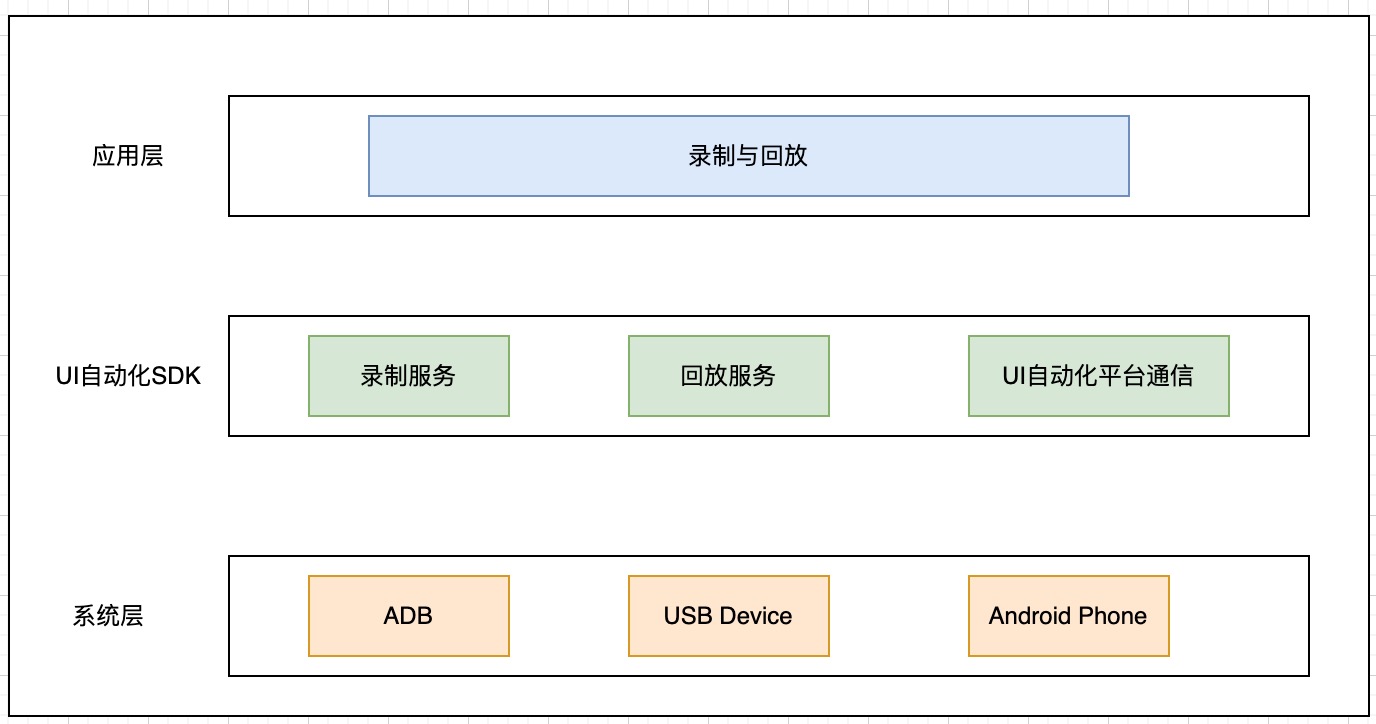 应用层
录制与回放
UI自动化SDK
录制服务
回放服务
UI自动化平台通信
系统层
ADB
USB Device
Android Phone